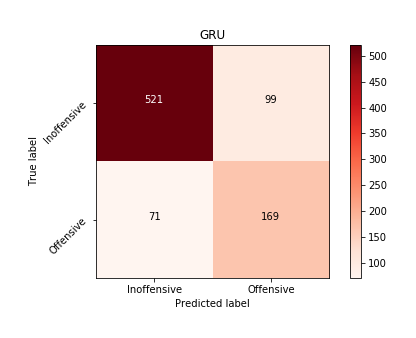 GRU
521 99
71 169
Inoffensive
Offensive
True label
Inoffensive Offensive
Predicted label
500
450
400
350
300
250
200
150
100